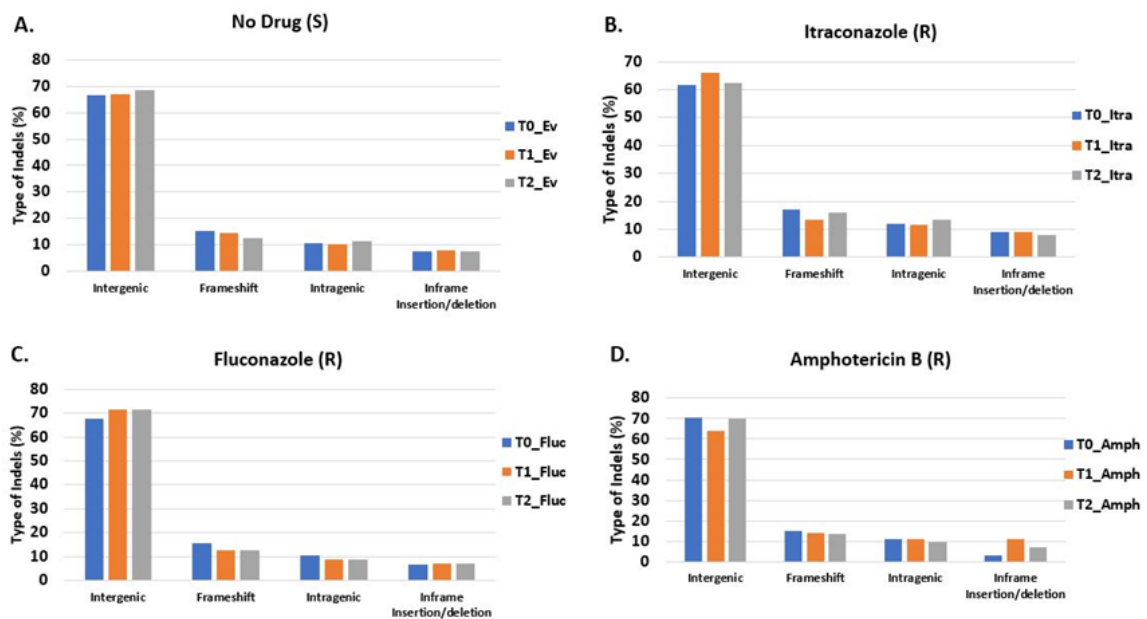 A.
No Drug (S)
Type of Indels (%)
80
70
60
50
40
30
20
10
0
Intergenic
Frameshift
Intragenic
Inframe
Insertion/deletion
T0_Ev
T1_Ev
T2_Ev
B.
Itraconazole (R)
Type of Indels (%)
70
60
50
40
30
20
10
0
Intergenic
Frameshift
Intragenic
Inframe
Insertion/deletion
T0_Itra
T1_Itra
T2_Itra
C.
Fluconazole (R)
Type of Indels (%)
80
70
60
50
40
30
20
10
0
Intergenic
Frameshift
Intragenic
Inframe
Insertion/deletion
T0_Fluc
T1_Fluc
T2_Fluc
D.
Amphotericin B (R)
Type of Indels (%)
80
70
60
50
40
30
20
10
0
Intergenic
Frameshift
Intragenic
Inframe
Insertion/deletion
T0_Amph
T1_Amph
T2_Amph